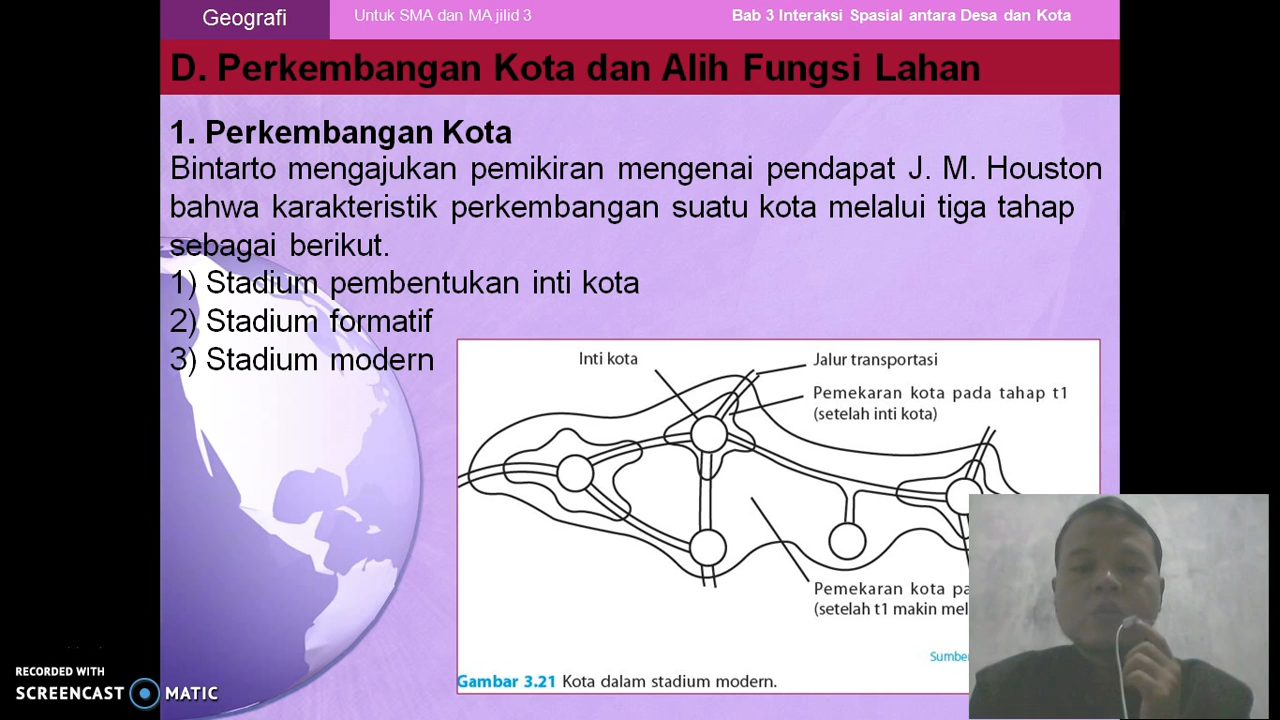 Geografi
Untuk SMA dan MA jilid 3
Bab 3 Interaksi Spasial antara Desa dan Kota
D. Perkembangan Kota dan Alih Fungsi Lahan
1. Perkembangan Kota
Bintarto mengajukan pemikiran mengenai pendapat J. M. Houston
bahwa karakteristik perkembangan suatu kota melalui tiga tahap
sebagai berikut.
1) Stadium pembentukan inti kota
2) Stadium formatif
3) Stadium modern
Inti kota
Jalur transportasi
Pemekaran kota pada tahap t1
(setelah inti kota)
Pemekaran kota
(setelah t1 makin
Gambar 3.21 Kota dalam stadium modern.
RECORDED WITH
SCREENCAST MATIC